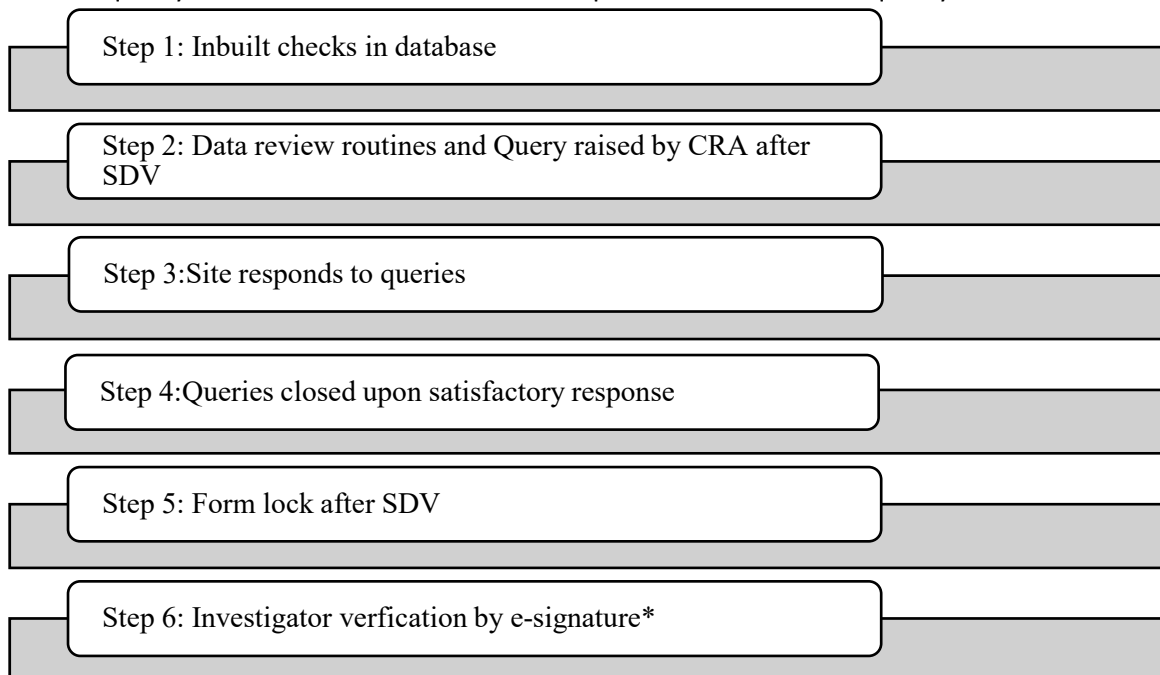 Step 1: Inbuilt checks in database
Step 2: Data review routines and Query raised by CRA after
SDV
Step 3:Site responds to queries
Step 4:Queries closed upon satisfactory response
Step 5: Form lock after SDV
Step 6: Investigator verfication by e-signature*